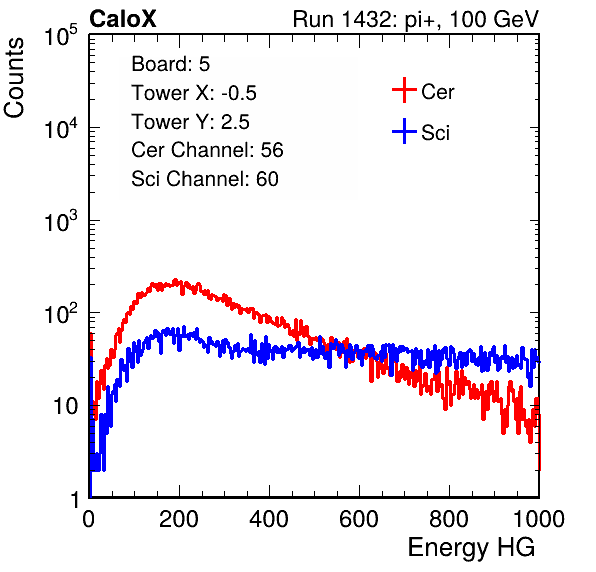 CaloX Run 1432: pi+, 100 GeV
Counts
Board: 5
Tower X: -0.5
Tower Y: 2.5
Cer Channel: 56
Sci Channel: 60
Cer
Sci
10^5
10^4
10^3
10^2
10
1
0 200 400 600 800 1000
Energy HG